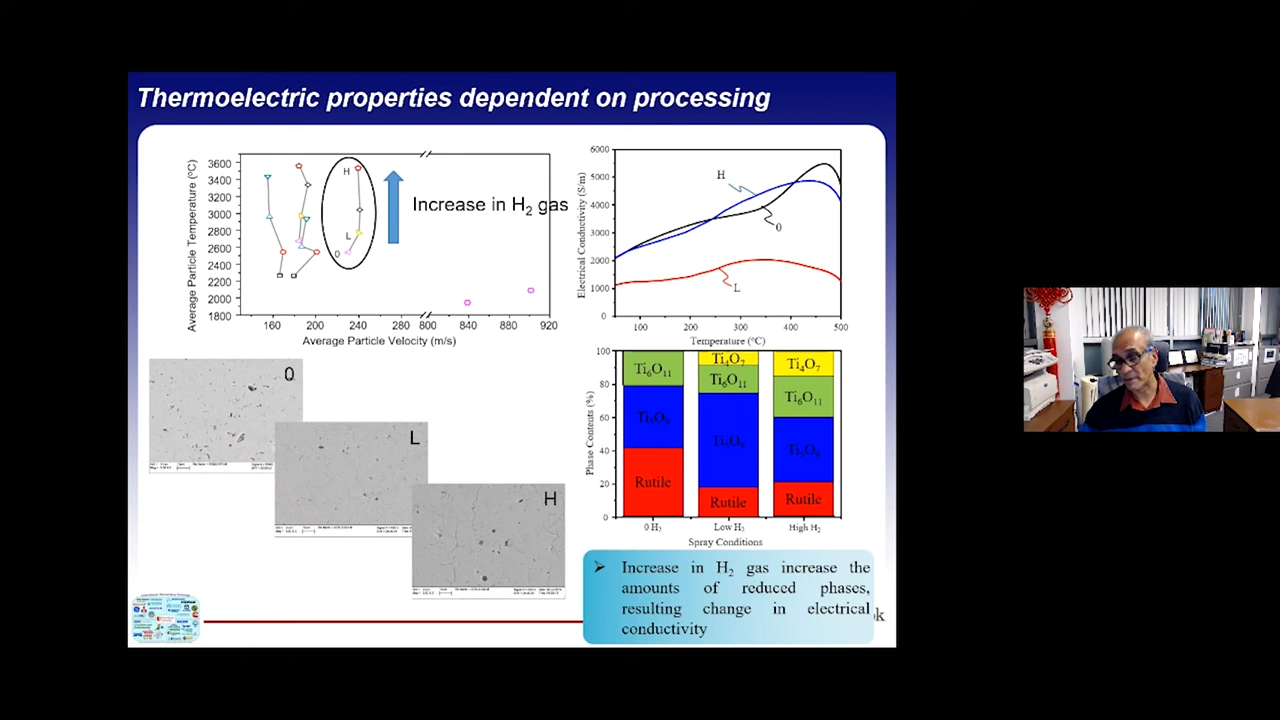 Thermoelectric properties dependent on processing
3600
3400
3200
3000
2800
2600
2400
2200
2000
1800
Average Particle Temperature (°C)
H
L
0
Increase in H2 gas
160 200 240 280 800 840 880 920
Average Particle Velocity (m/s)
6000
5000
4000
3000
2000
1000
0
Electrical Conductivity (S/m)
H
0
L
100 200 300 400 500
Temperature (°C)
0
L
H
100
80
60
40
20
0
Phase Contents (%)
Ti6O11
Rutile
Ti4O7
Ti6O11
Rutile
Ti4O7
Ti6O11
Rutile
0 H2 Low H2 High H2
Spray Conditions
Increase in H2 gas increase the
amounts of reduced phases,
resulting change in electrical
conductivity